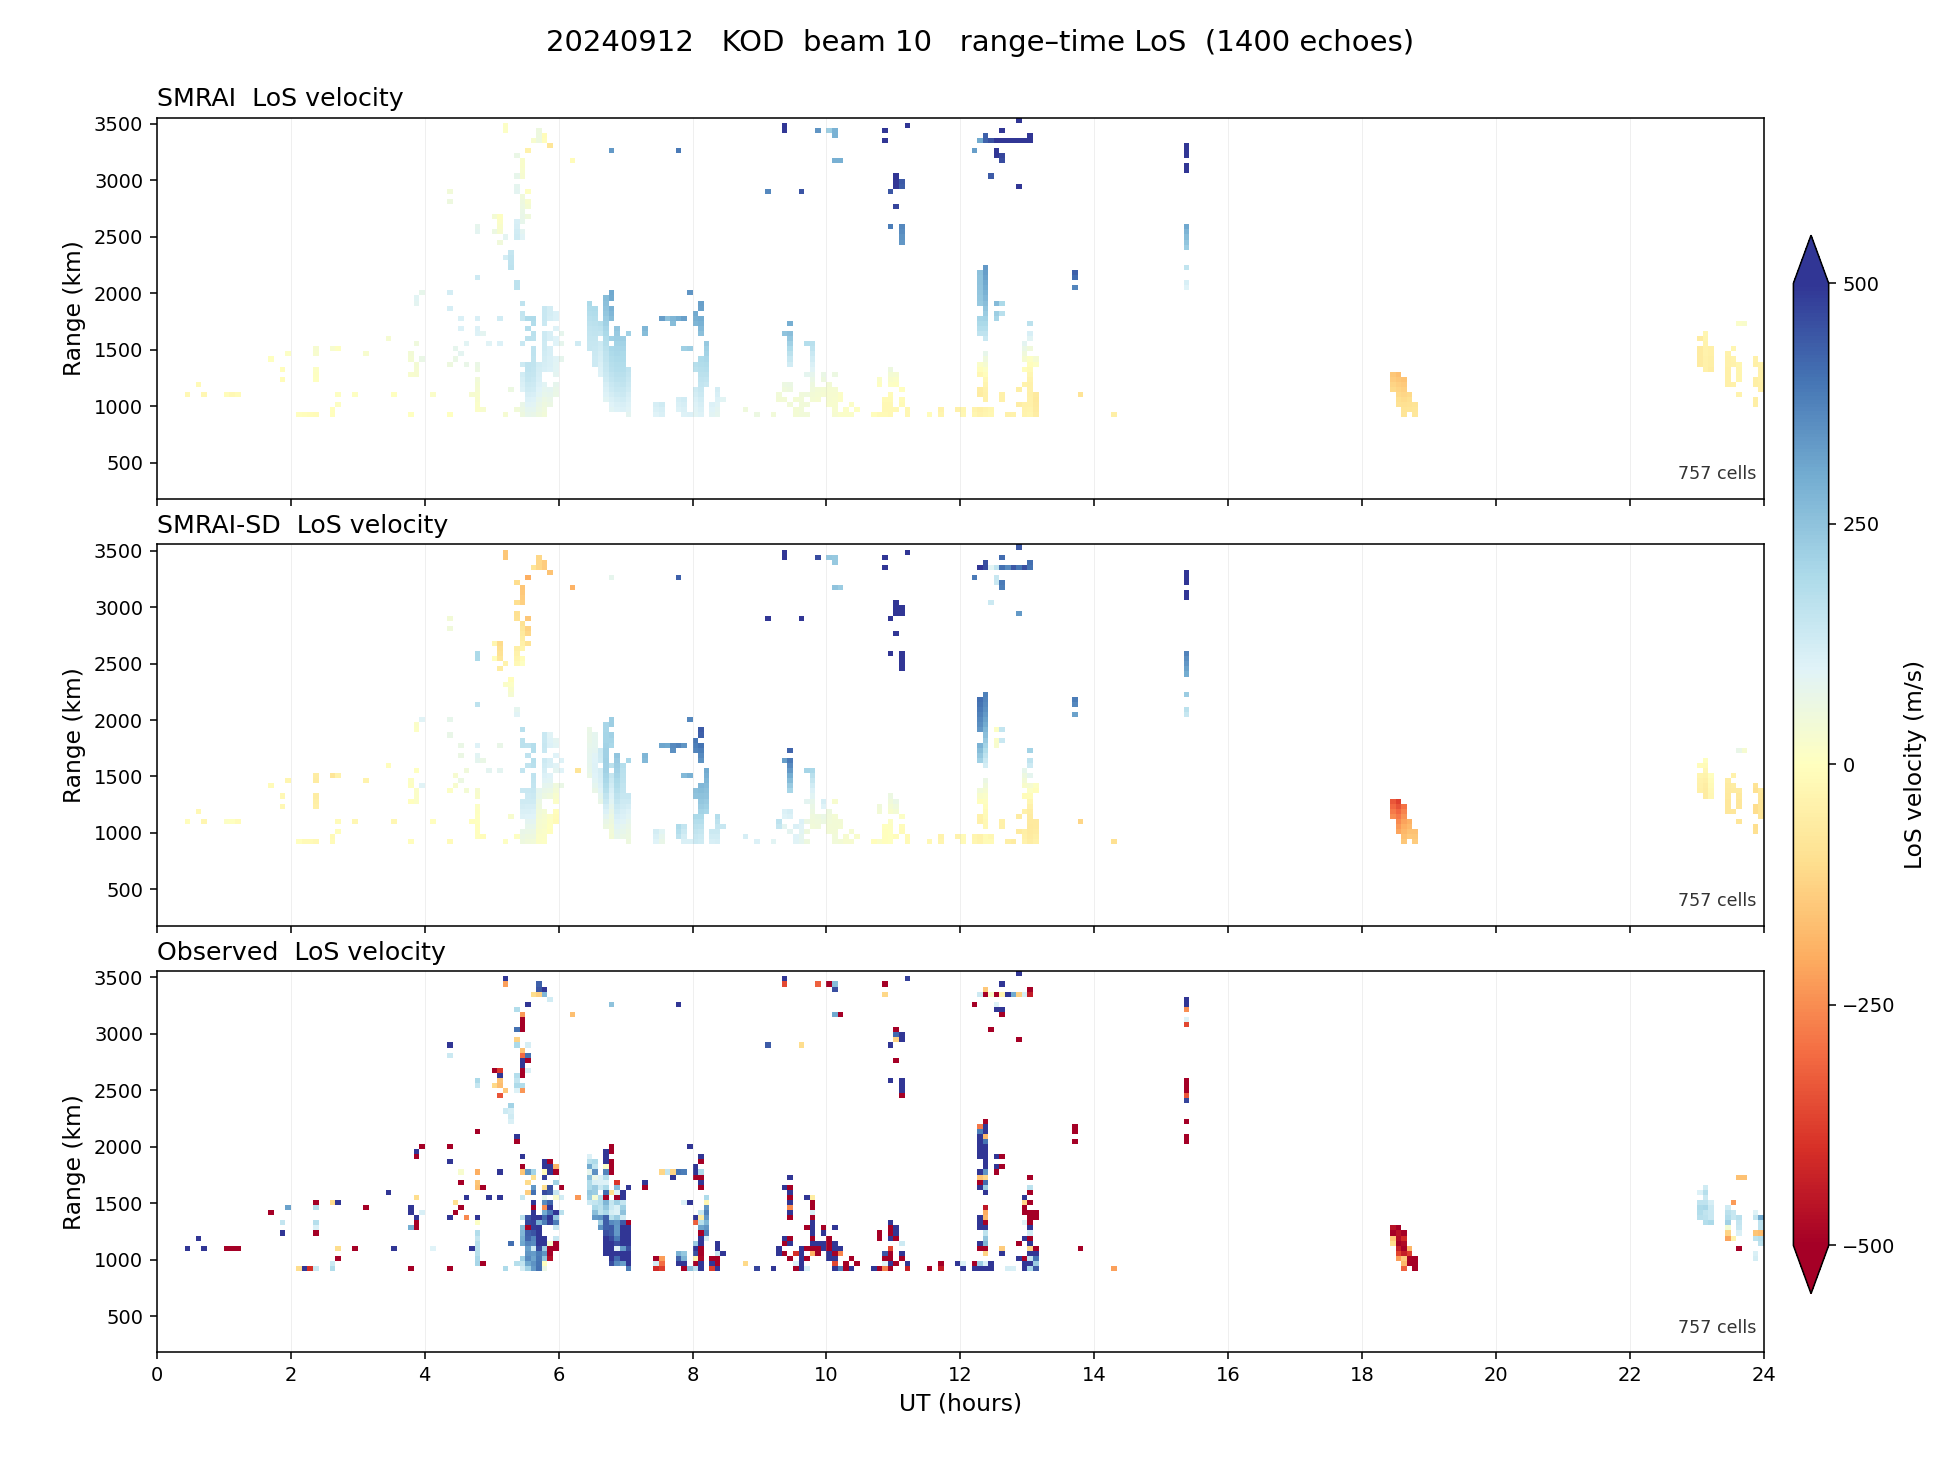 20240912   KOD  beam 10   range–time LoS  (1400 echoes)
SMRAI  LoS velocity
3500
3000
2500
2000
1500
1000
500
Range (km)
757 cells
SMRAI-SD  LoS velocity
3500
3000
2500
2000
1500
1000
500
Range (km)
757 cells
Observed  LoS velocity
3500
3000
2500
2000
1500
1000
500
Range (km)
757 cells
0 2 4 6 8 10 12 14 16 18 20 22 24
UT (hours)
500
250
0
−250
−500
LoS velocity (m/s)